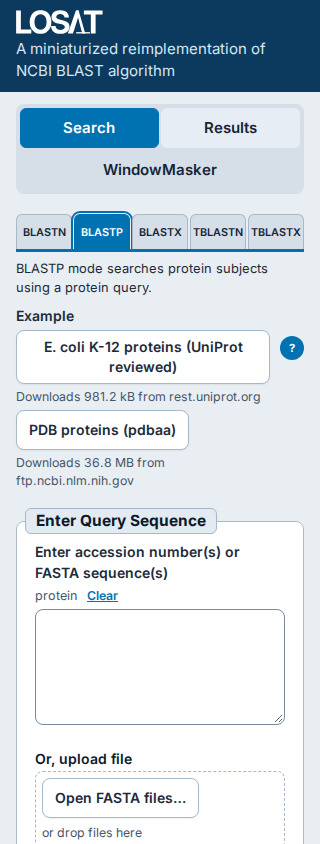 LOSAT
A miniaturized reimplementation of
NCBI BLAST algorithm
Search
Results
WindowMasker
BLASTN
BLASTP
BLASTX
TBLASTN
TBLASTX
BLASTP mode searches protein subjects
using a protein query.
Example
E. coli K-12 proteins (UniProt
reviewed)
?
Downloads 981.2 kB from rest.uniprot.org
PDB proteins (pdbaa)
Downloads 36.8 MB from
ftp.ncbi.nlm.nih.gov
Enter Query Sequence
Enter accession number(s) or
FASTA sequence(s)
protein Clear
Or, upload file
Open FASTA files...
or drop files here